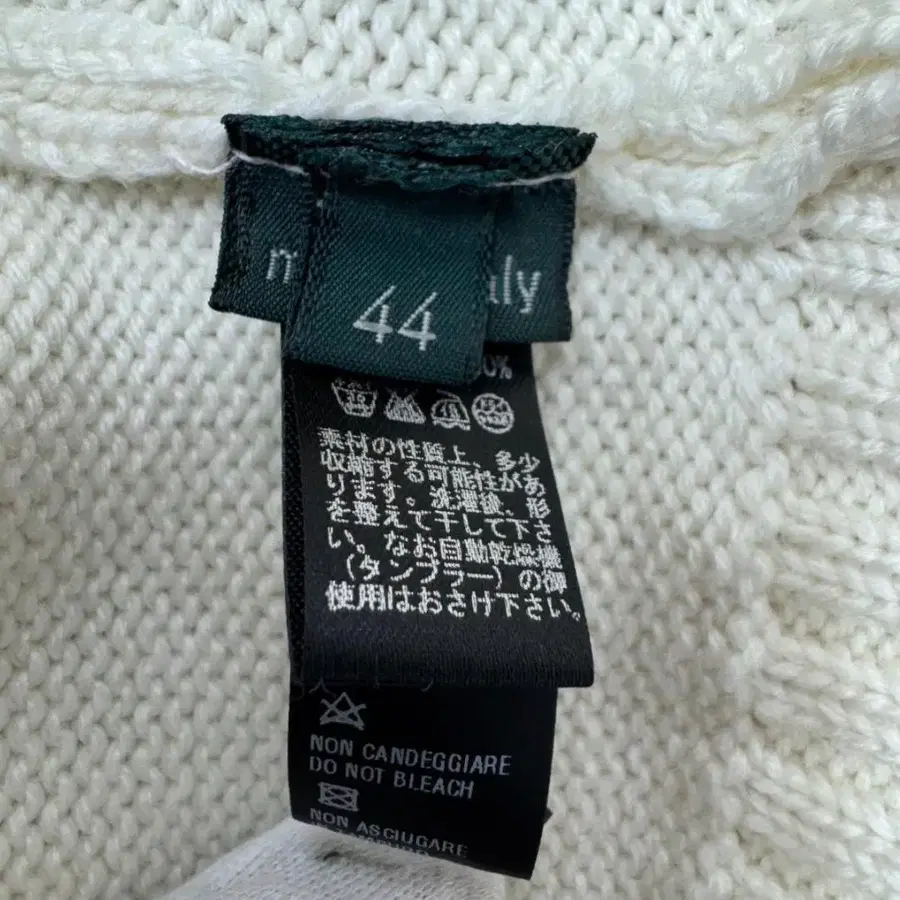 m
aly
44
0%
素材の性質上、多少
収縮する可能性があ
ります。洗濯後、形
を整えて干して下さ
い。なお自動乾燥機
(タンブラー)の御
使用はおさけ下さい。
NON CANDEGGIARE
DO NOT BLEACH
NON ASCIUGARE